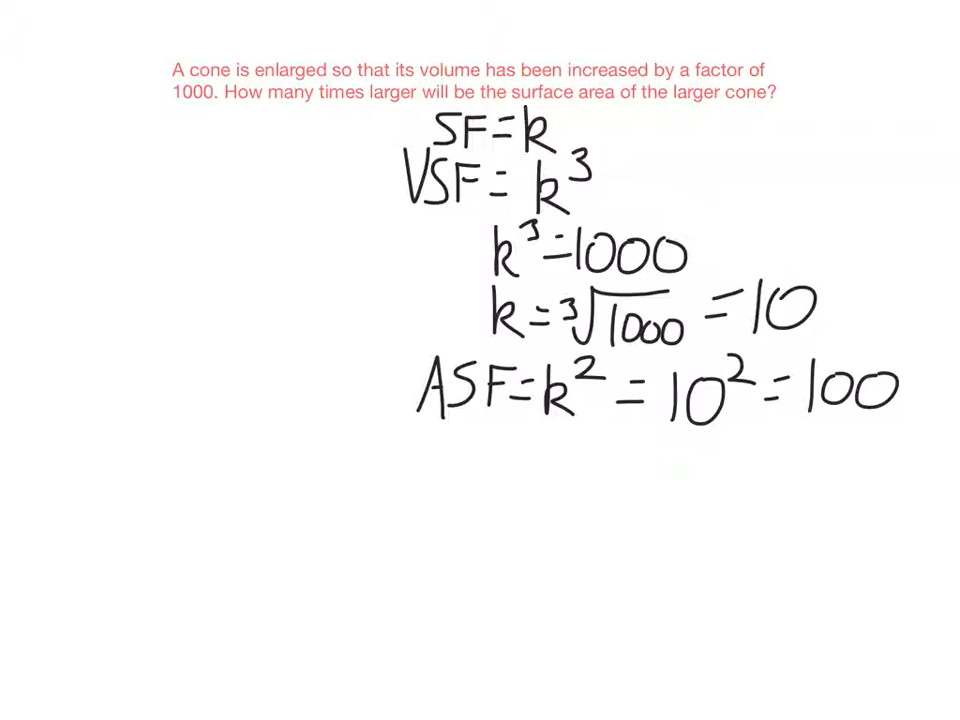 A cone is enlarged so that its volume has been increased by a factor of
1000. How many times larger will be the surface area of the larger cone?
SF = k
VSF = k³
k³ = 1000
k = ³√1000 = 10
ASF = k² = 10² = 100